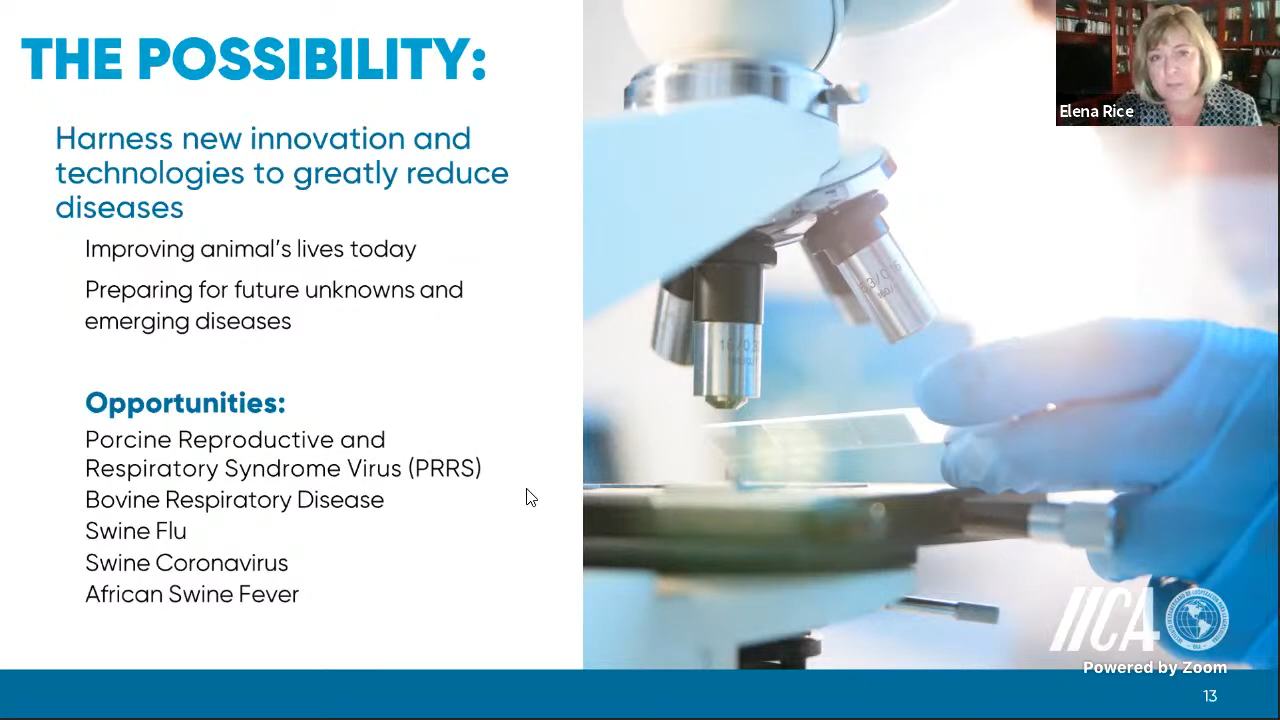 THE POSSIBILITY:
Elena Rice
Harness new innovation and
technologies to greatly reduce
diseases
Improving animal's lives today
Preparing for future unknowns and
emerging diseases
Opportunities:
Porcine Reproductive and
Respiratory Syndrome Virus (PRRS)
Bovine Respiratory Disease
Swine Flu
Swine Coronavirus
African Swine Fever
IICA
Powered by Zoom
13